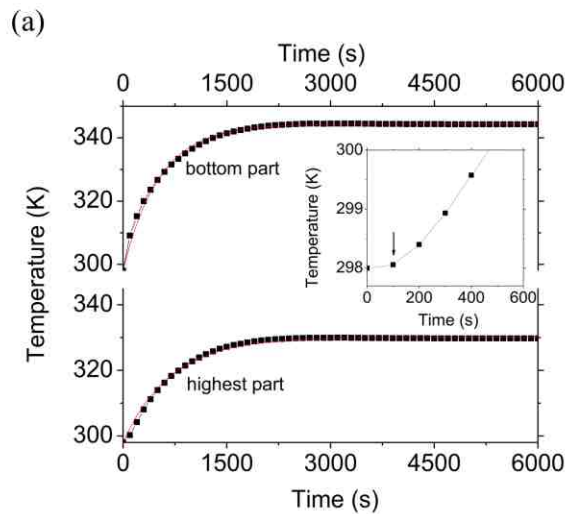 (a)
Time (s)
0 1500 3000 4500 6000
340
320
300
Temperature (K)
bottom part
300
299
298
Temperature (K)
0 200 400 600
Time (s)
340
320
300
highest part
0 1500 3000 4500 6000
Time (s)